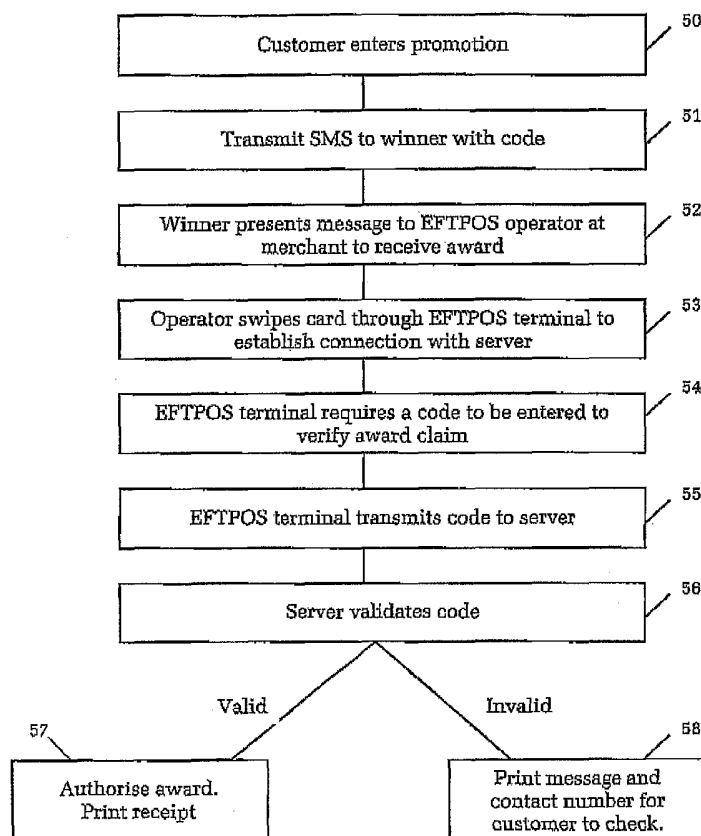 50
Customer enters promotion
51
Transmit SMS to winner with code
52
Winner presents message to EFTPOS operator at
merchant to receive award
53
Operator swipes card through EFTPOS terminal to
establish connection with server
54
EFTPOS terminal requires a code to be entered to
verify award claim
55
EFTPOS terminal transmits code to server
56
Server validates code
Valid
Invalid
57
Authorise award.
Print receipt
58
Print message and
contact number for
customer to check.